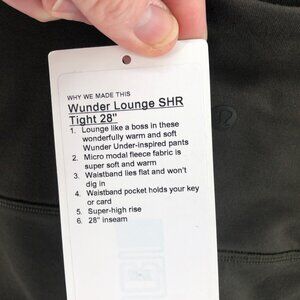 WHY WE MADE THIS
Wunder Lounge SHR
Tight 28"
1. Lounge like a boss in these
wonderfully warm and soft
Wunder Under-inspired pants
2. Micro modal fleece fabric is
super soft and warm
3. Waistband lies flat and won't
dig in
4. Waistband pocket holds your key
or card
5. Super-high rise
6. 28" inseam